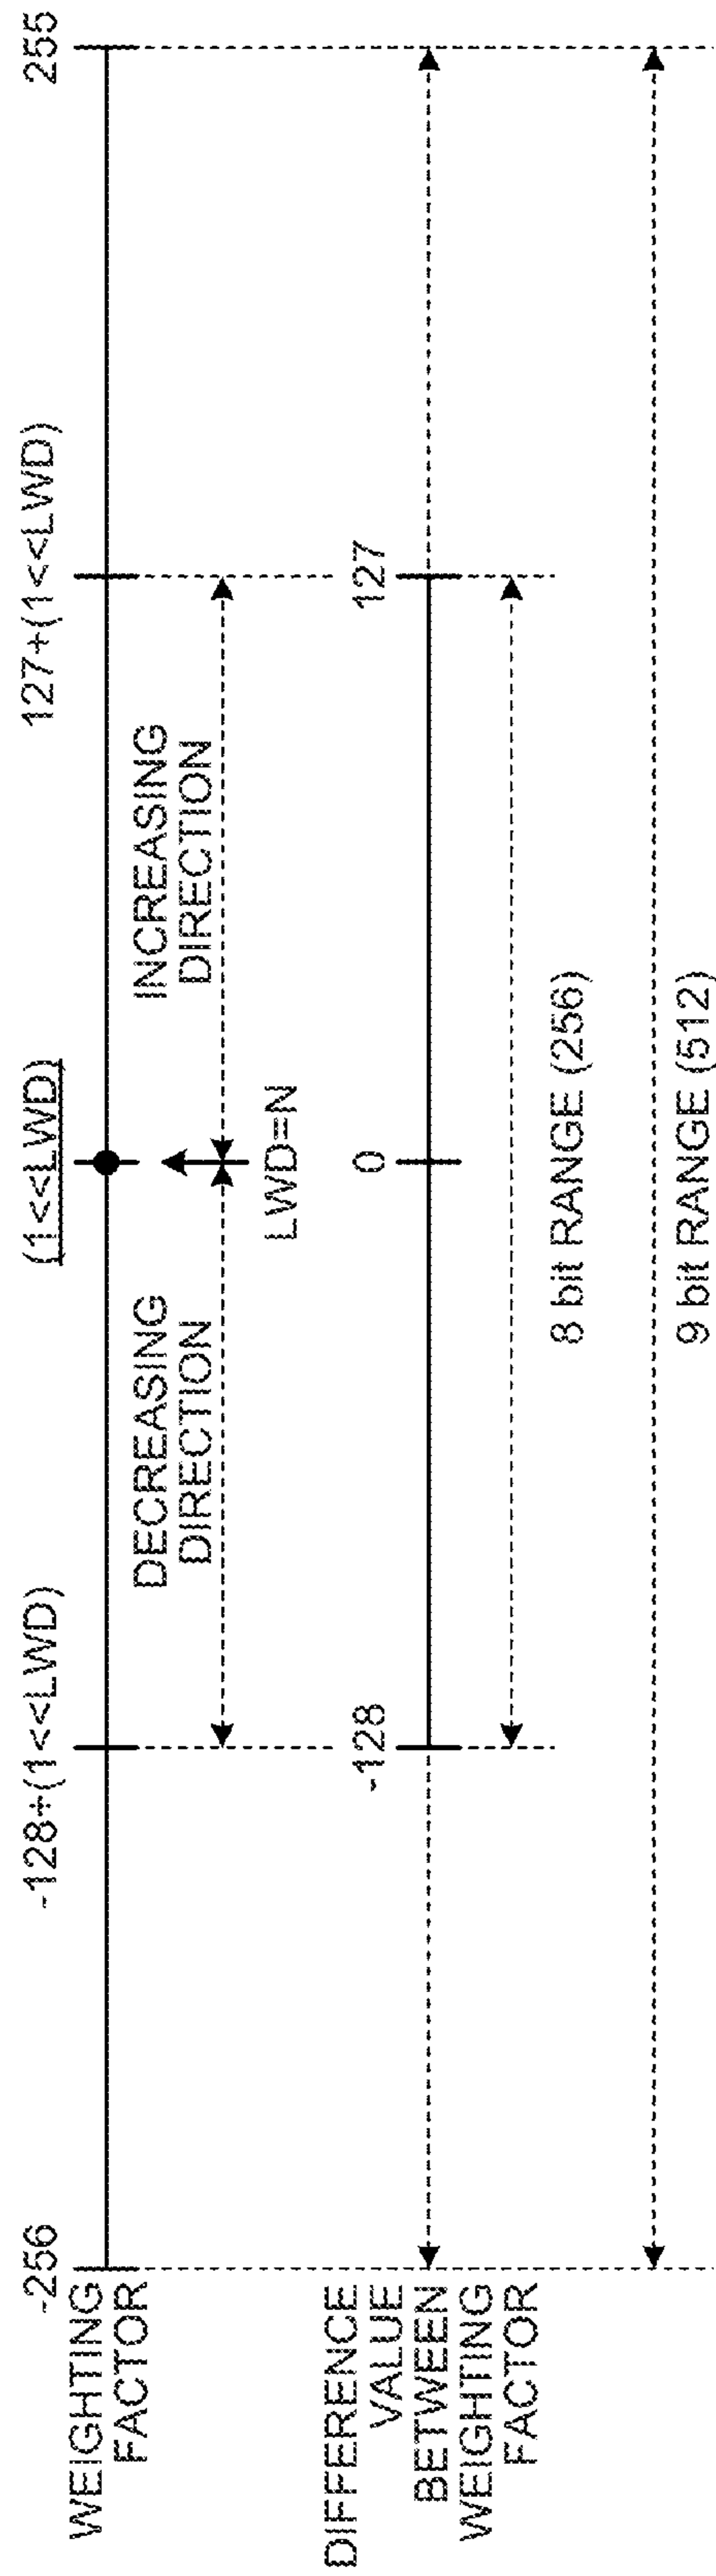 -256
-128+(1<<LWD)
(1<<LWD)
127+(1<<LWD)
255
WEIGHTING
FACTOR
DECREASING
DIRECTION
INCREASING
DIRECTION
LWD=N
DIFFERENCE
VALUE
BETWEEN
WEIGHTING
FACTOR
-128
0
127
8 bit RANGE (256)
9 bit RANGE (512)